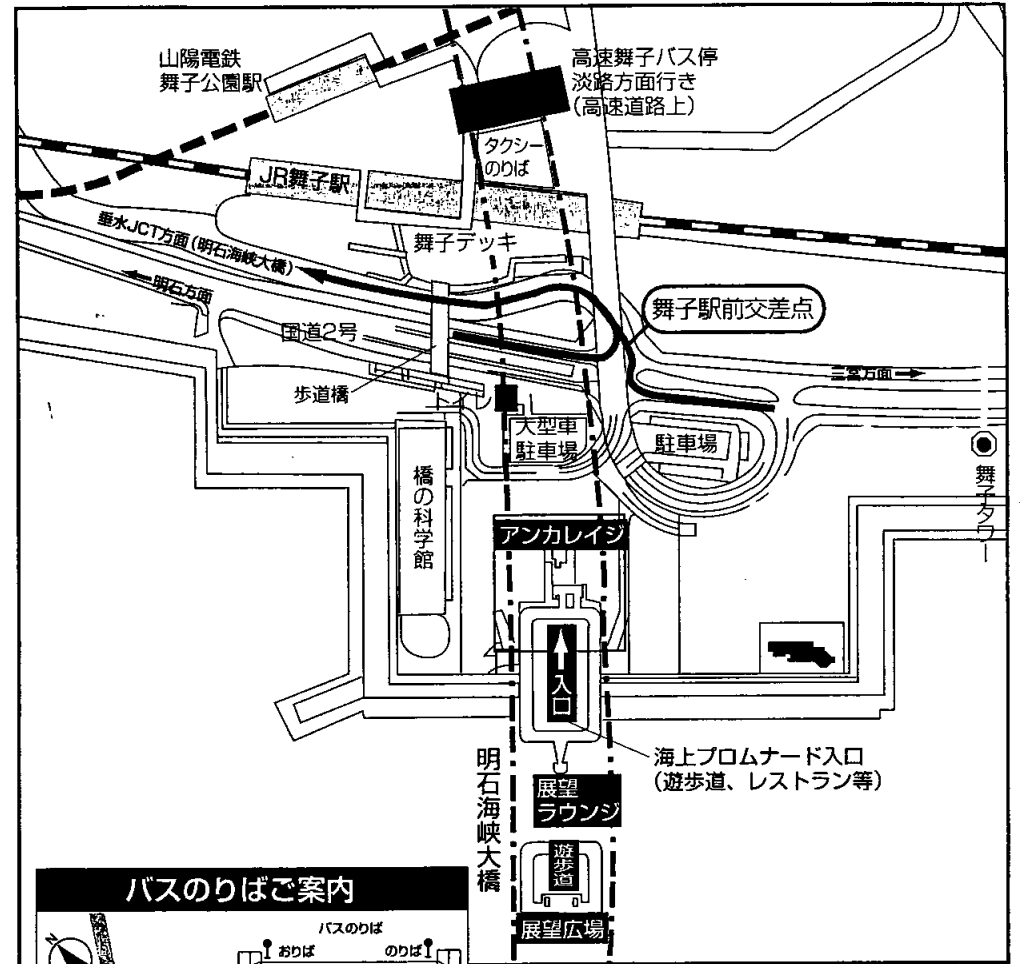 山陽電鉄
舞子公園駅
高速舞子バス停
淡路方面行き
(高速道路上)
タクシー
のりば
JR舞子駅
舞子デッキ
垂水JCT方面(明石海峡大橋)
明石方面
国道2号
舞子駅前交差点
歩道橋
三宮方面
大型車
駐車場
駐車場
橋の科学館
舞子タワー
アンカレイジ
入口
海上プロムナード入口
(遊歩道、レストラン等)
明石海峡大橋
展望
ラウンジ
遊歩道
展望広場
バスのりばご案内
バスのりば
おりば
のりば
N